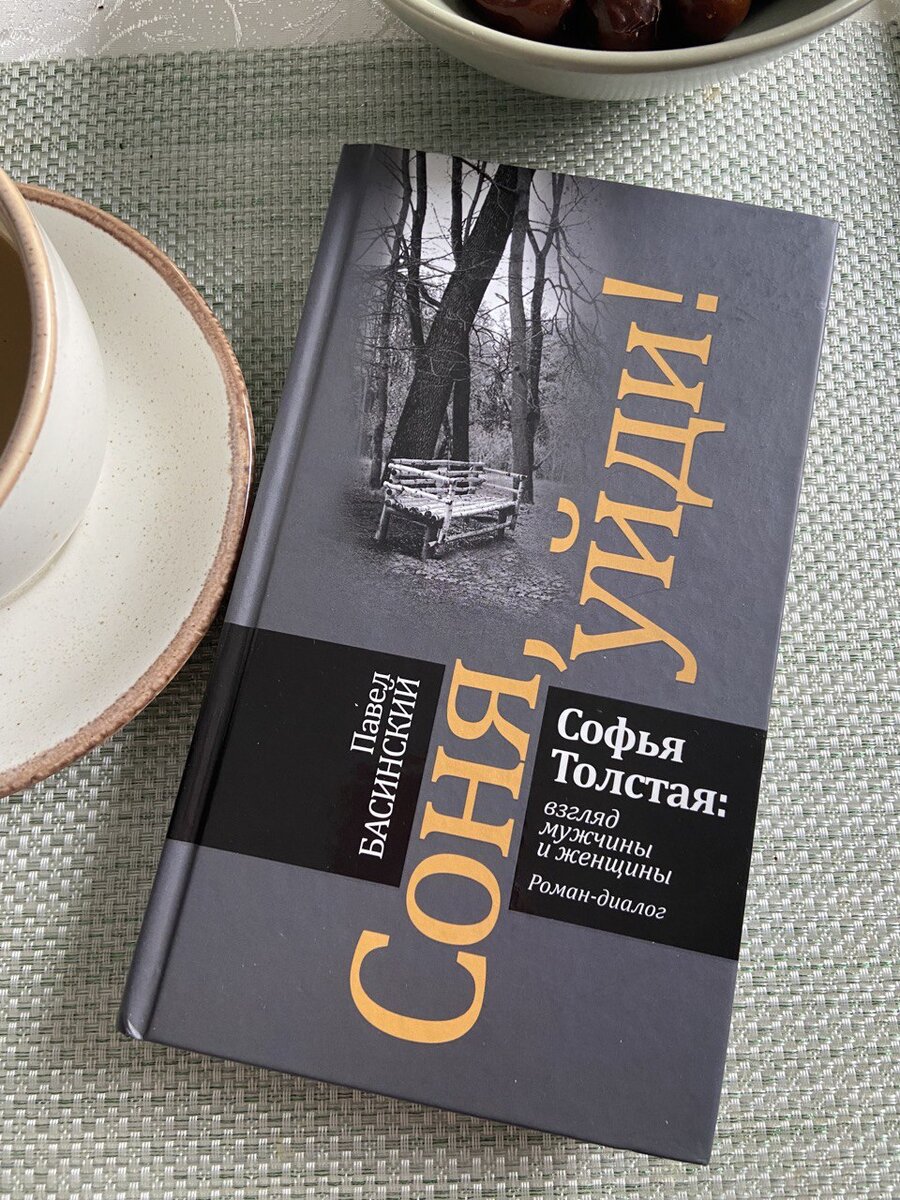 Павел
БАСИНСКИЙ
Соня, уйди!
Софья
Толстая:
взгляд
мужчины
и женщины
Роман-диалог